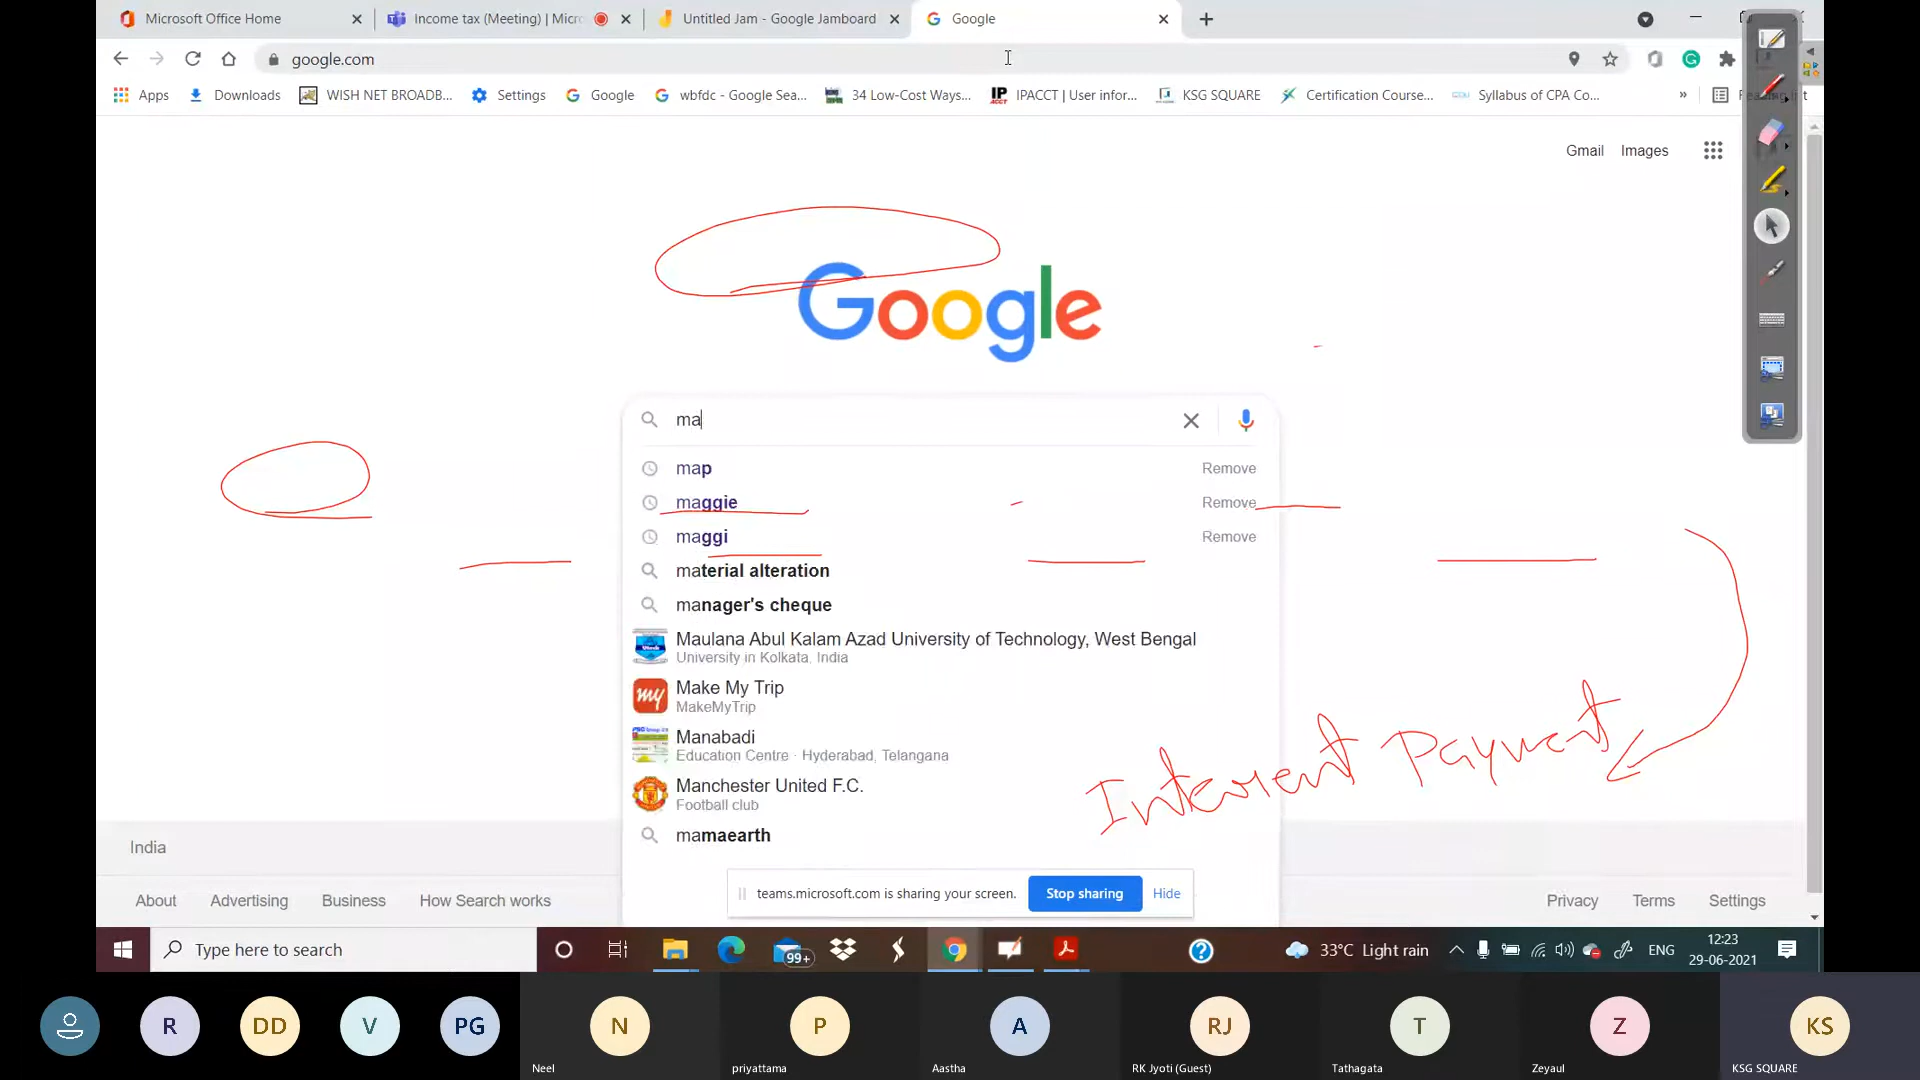 Microsoft Office Home
Income tax (Meeting) | Micr
Untitled Jam - Google Jamboard
Google
google.com
Apps
Downloads
WISH NET BROADB...
Settings
Google
wbfdc - Google Sea...
34 Low-Cost Ways...
IPACCT | User infor...
KSG SQUARE
Certification Course...
Syllabus of CPA Co...
»
Gmail Images
Google
ma
map Remove
maggie Remove
maggi Remove
material alteration
manager's cheque
Maulana Abul Kalam Azad University of Technology, West Bengal
University in Kolkata, India
my
Make My Trip
MakeMyTrip
Manabadi
Education Centre · Hyderabad, Telangana
Manchester United F.C.
Football club
mamaearth
Interest Payment
India
teams.microsoft.com is sharing your screen. Stop sharing Hide
About Advertising Business How Search works
Privacy Terms Settings
Type here to search
99+
33°C Light rain
ENG
12:23
29-06-2021
R DD V PG N P A RJ T Z KS
Neel priyattama Aastha RK Jyoti (Guest) Tathagata Zeyaul KSG SQUARE